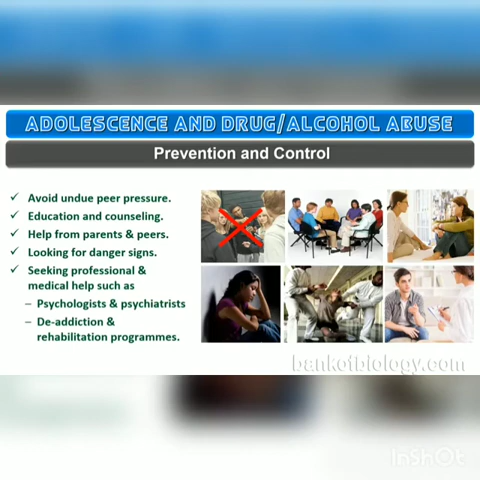 ADOLESCENCE AND DRUG/ALCOHOL ABUSE
Prevention and Control
✓ Avoid undue peer pressure.
✓ Education and counseling.
✓ Help from parents & peers.
✓ Looking for danger signs.
✓ Seeking professional &
medical help such as
– Psychologists & psychiatrists
– De-addiction &
rehabilitation programmes.
bankofbiology.com
InShOt